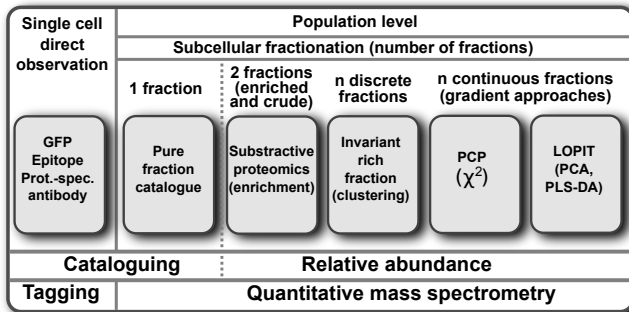 Single cell
direct
observation
Population level
Subcellular fractionation (number of fractions)
1 fraction
2 fractions
(enriched
and crude)
n discrete
fractions
n continuous fractions
(gradient approaches)
GFP
Epitope
Prot.-spec.
antibody
Pure
fraction
catalogue
Substractive
proteomics
(enrichment)
Invariant
rich
fraction
(clustering)
PCP
(χ²)
LOPIT
(PCA,
PLS-DA)
Cataloguing
Relative abundance
Tagging
Quantitative mass spectrometry